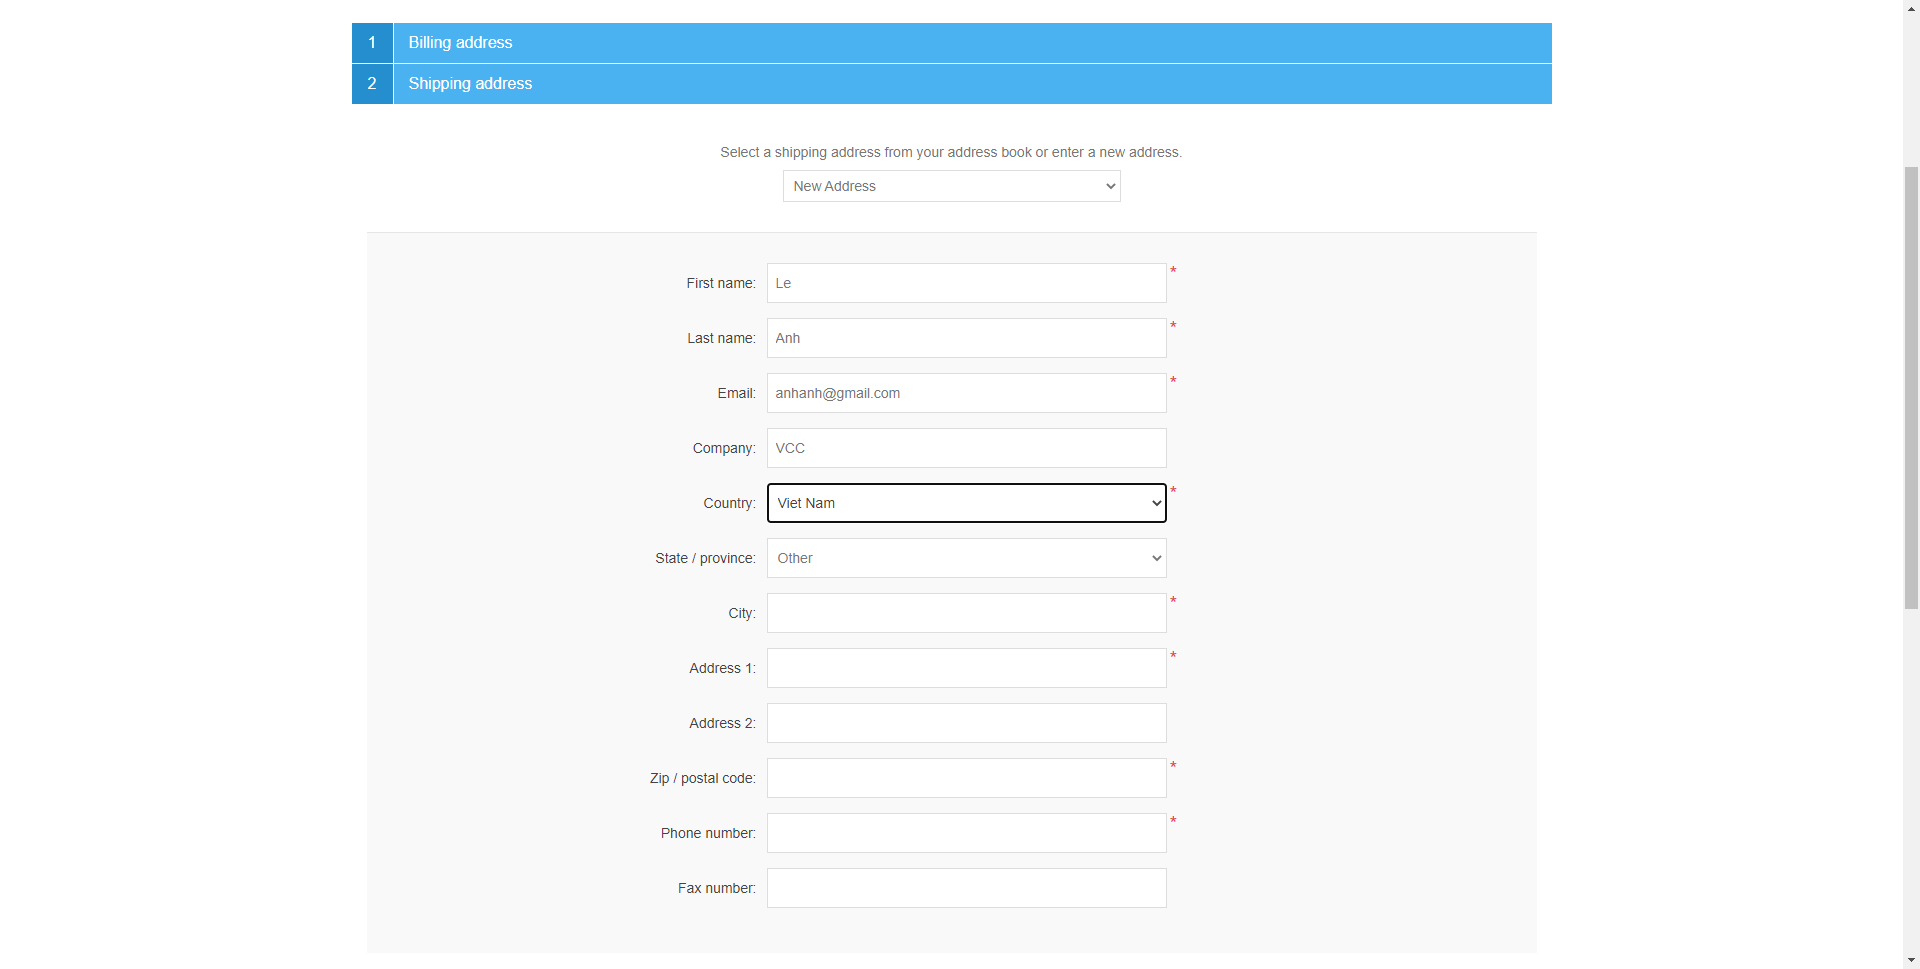 1 Billing address
2 Shipping address
Select a shipping address from your address book or enter a new address.
New Address
First name: Le *
Last name: Anh *
Email: anhanh@gmail.com *
Company: VCC
Country: Viet Nam *
State / province: Other
City: *
Address 1: *
Address 2:
Zip / postal code: *
Phone number: *
Fax number: